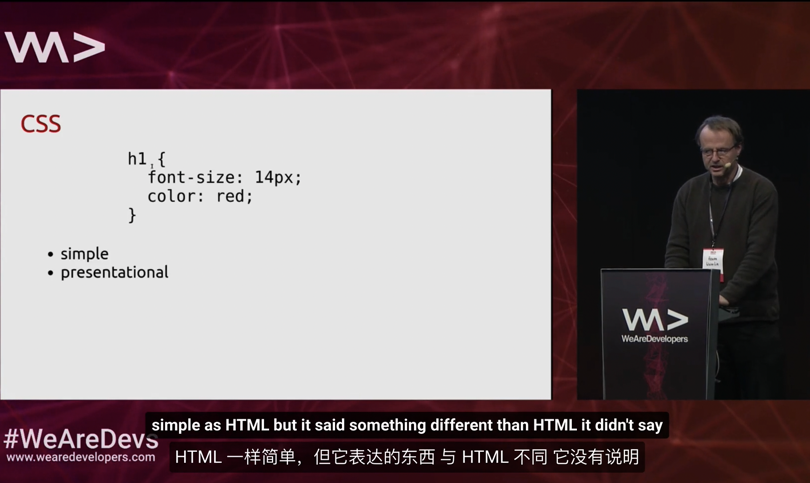 WA>
CSS
h1 {
font-size: 14px;
color: red;
}
• simple
• presentational
WA>
WeAreDevelopers
simple as HTML but it said something different than HTML it didn't say
#WeAreDevs
HTML 一样简单，但它表达的东西 与 HTML 不同 它没有说明
www.wearedevelopers.com